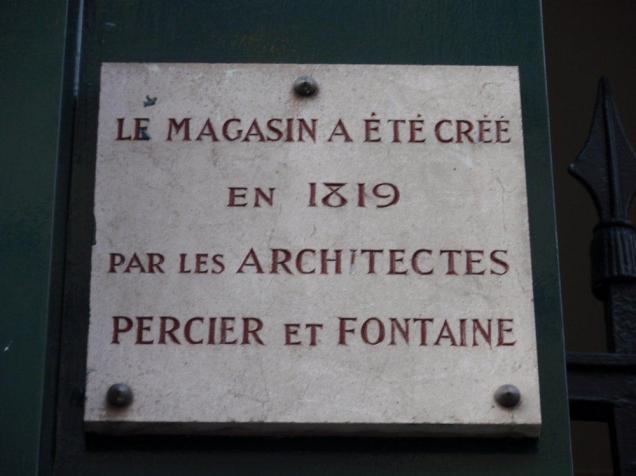 LE MAGASIN A ÉTÉ CRÉÉ
EN 1819
PAR LES ARCHITECTES
PERCIER ET FONTAINE